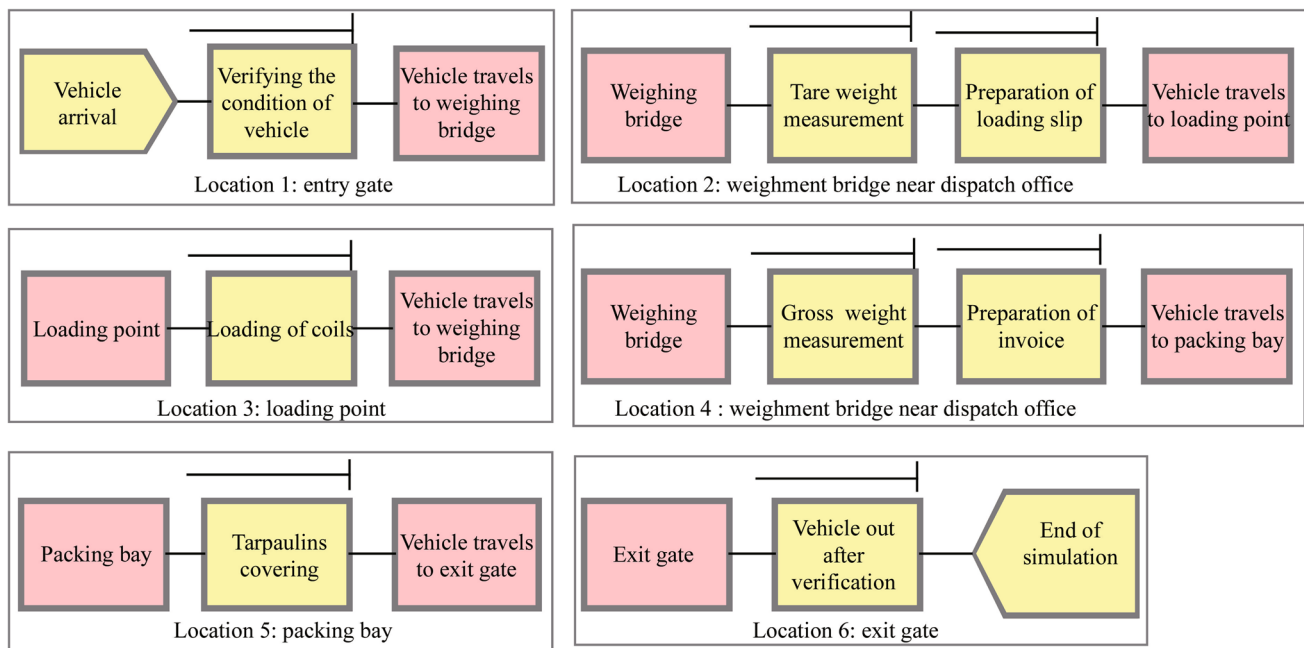 Vehicle
arrival
Verifying the
condition of
vehicle
Vehicle travels
to weighing
bridge
Location 1: entry gate
Weighing
bridge
Tare weight
measurement
Preparation of
loading slip
Vehicle travels
to loading point
Location 2: weighment bridge near dispatch office
Loading point
Loading of coils
Vehicle travels
to weighing
bridge
Location 3: loading point
Weighing
bridge
Gross weight
measurement
Preparation of
invoice
Vehicle travels
to packing bay
Location 4 : weighment bridge near dispatch office
Packing bay
Tarpaulins
covering
Vehicle travels
to exit gate
Location 5: packing bay
Exit gate
Vehicle out
after
verification
End of
simulation
Location 6: exit gate